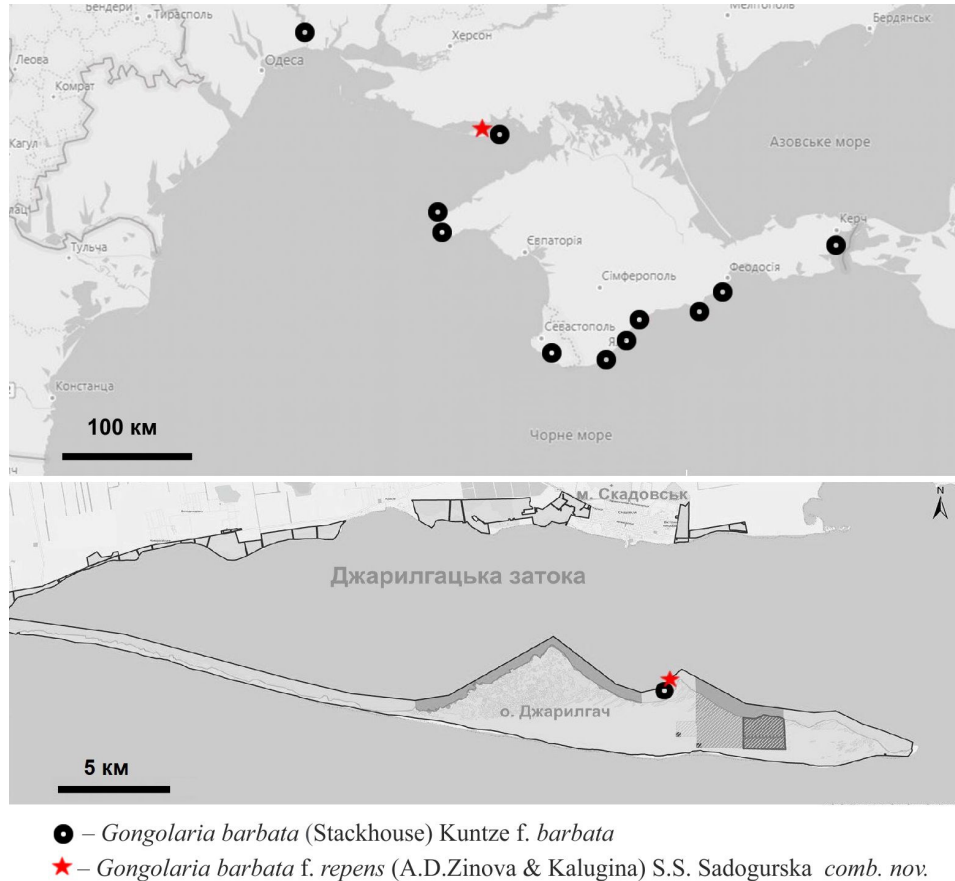 Бендери
Тирасполь
Мелітополь
Бердянськ
Херсон
Леова
Одеса
Комрат
Кагул
Азовське море
Тульча
Євпаторія
Керч
Феодосія
Сімферополь
Севастополь
Я
Констанца
100 км
Чорне море
м. Скадовськ
N
Джарилгацька затока
о. Джарилгач
5 км
– Gongolaria barbata (Stackhouse) Kuntze f. barbata
– Gongolaria barbata f. repens (A.D.Zinova & Kalugina) S.S. Sadogurska comb. nov.